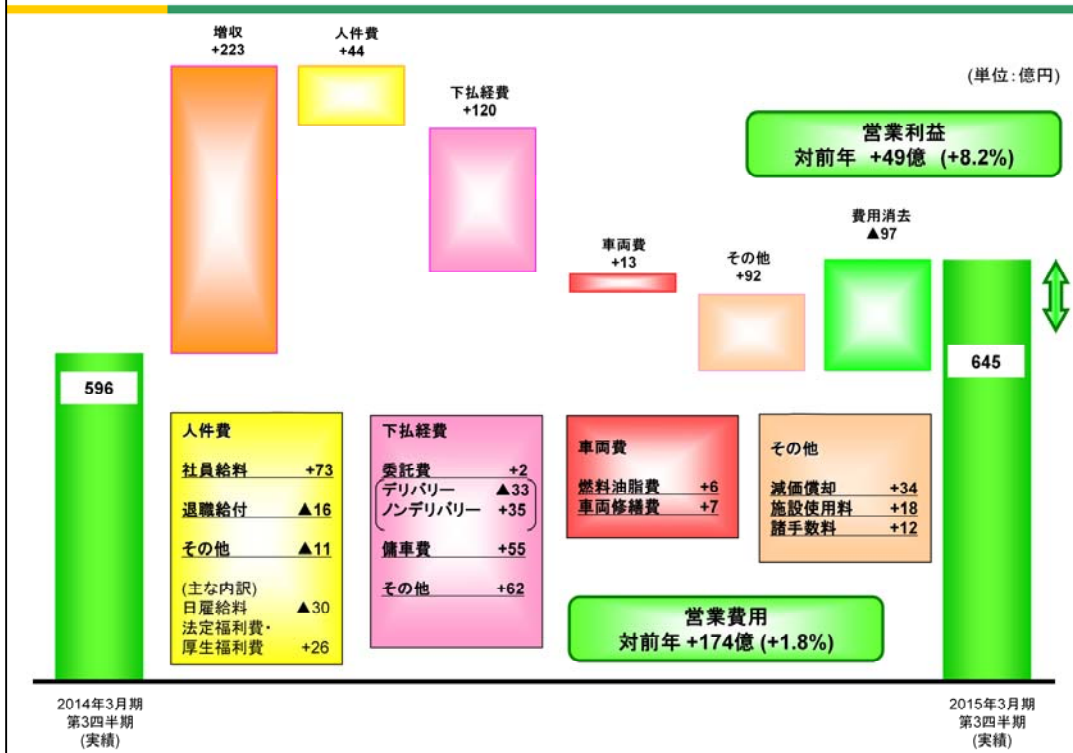 増収
+223
人件費
+44
下払経費
+120
(単位:億円)
営業利益
対前年 +49億 (+8.2%)
車両費
+13
その他
+92
費用消去
▲97
596
645
人件費
社員給料 +73
退職給付 ▲16
その他 ▲11
(主な内訳)
日雇給料 ▲30
法定福利費・
厚生福利費 +26
下払経費
委託費 +2
デリバリー ▲33
ノンデリバリー +35
傭車費 +55
その他 +62
車両費
燃料油脂費 +6
車両修繕費 +7
その他
減価償却 +34
施設使用料 +18
諸手数料 +12
営業費用
対前年 +174億 (+1.8%)
2014年3月期
第3四半期
(実績)
2015年3月期
第3四半期
(実績)